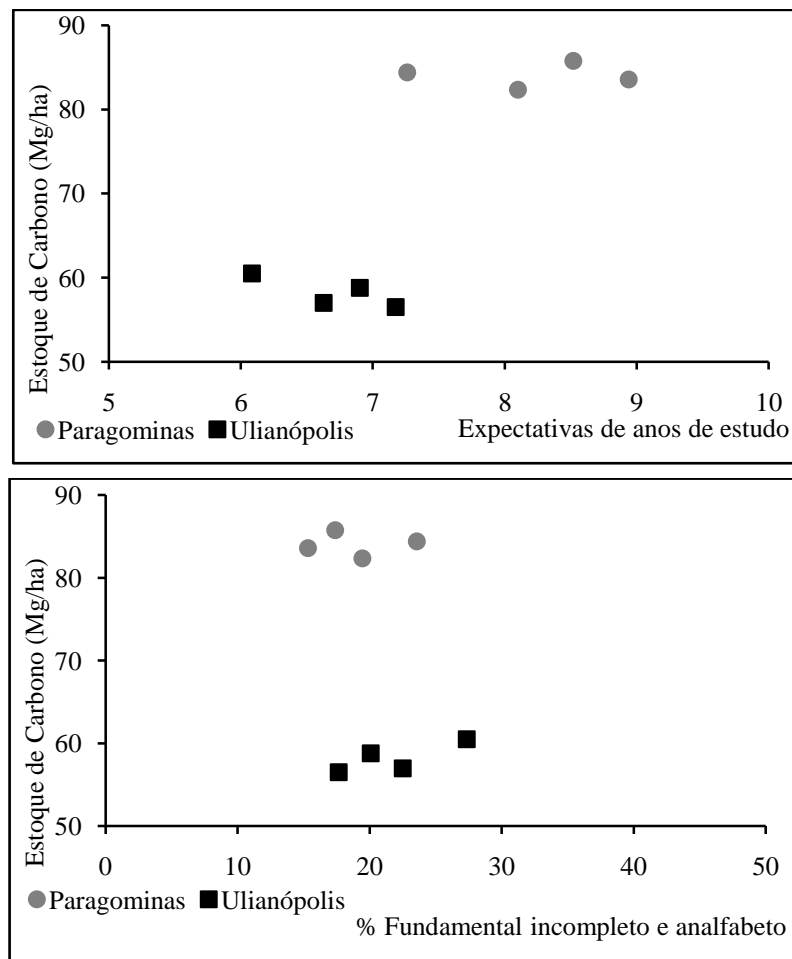 90
80
70
60
50
Estoque de Carbono (Mg/ha)
5 6 7 8 9 10
Paragominas Ulianópolis Expectativas de anos de estudo
90
80
70
60
50
Estoque de Carbono (Mg/ha)
0 10 20 30 40 50
Paragominas Ulianópolis
% Fundamental incompleto e analfabeto